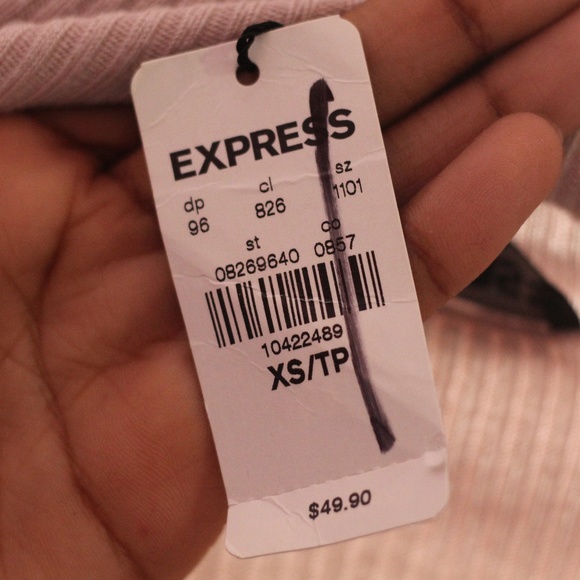 EXPRESS
dp cl sz
96 826 1101
st co
08269640 0857
10422489
XS/TP
$49.90